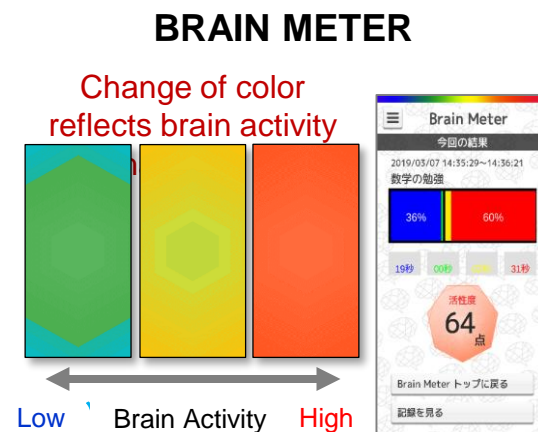 BRAIN METER
Change of color
reflects brain activity
Low
Brain Activity
High
Brain Meter
今回の結果
2019/03/07 14:35:29～14:36:21
数学の勉強
36%
60%
19秒
00秒
31秒
活性度
64
点
Brain Meter トップに戻る
記録を見る